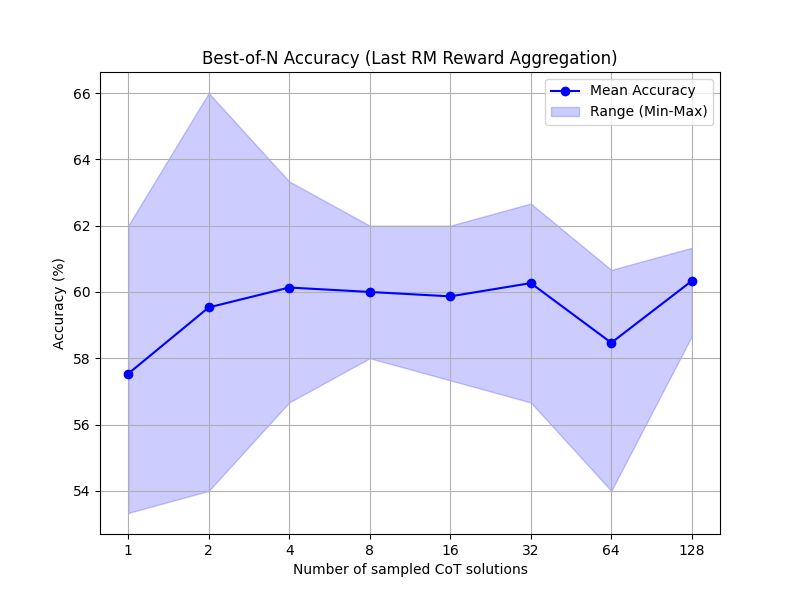 Best-of-N Accuracy (Last RM Reward Aggregation)
Mean Accuracy
Range (Min-Max)
Accuracy (%)
66
64
62
60
58
56
54
1 2 4 8 16 32 64 128
Number of sampled CoT solutions